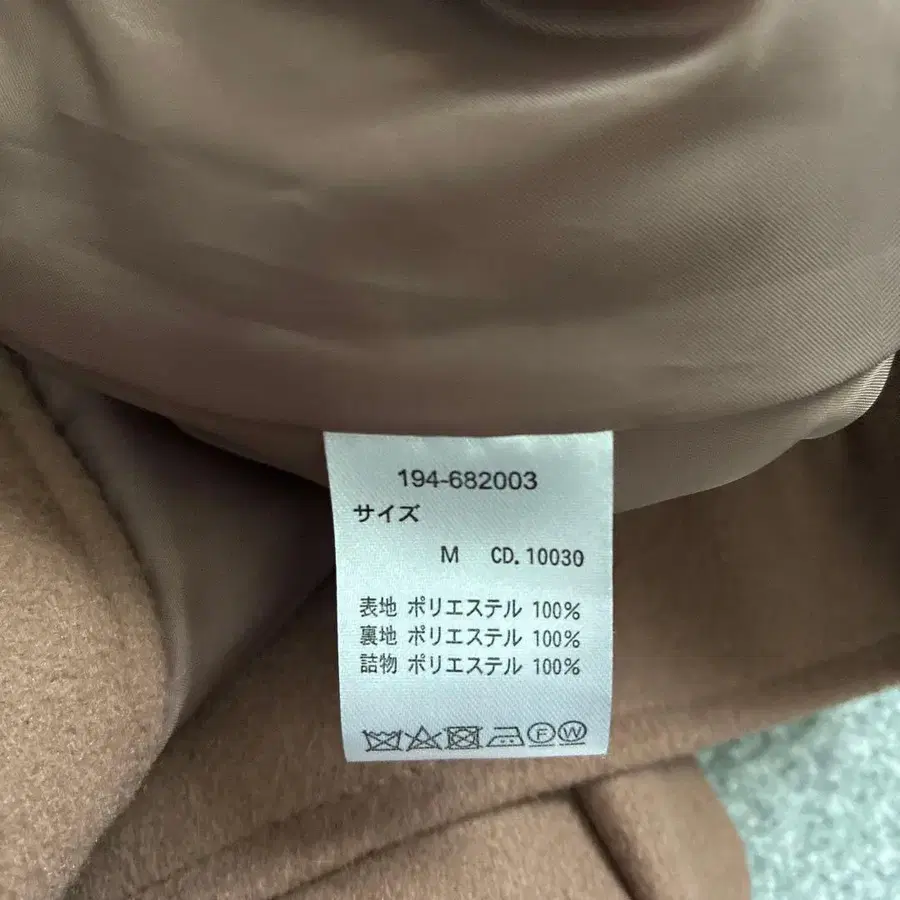 194-682003
サイズ
M CD.10030
表地 ポリエステル 100%
裏地 ポリエステル 100%
詰物 ポリエステル 100%
F W